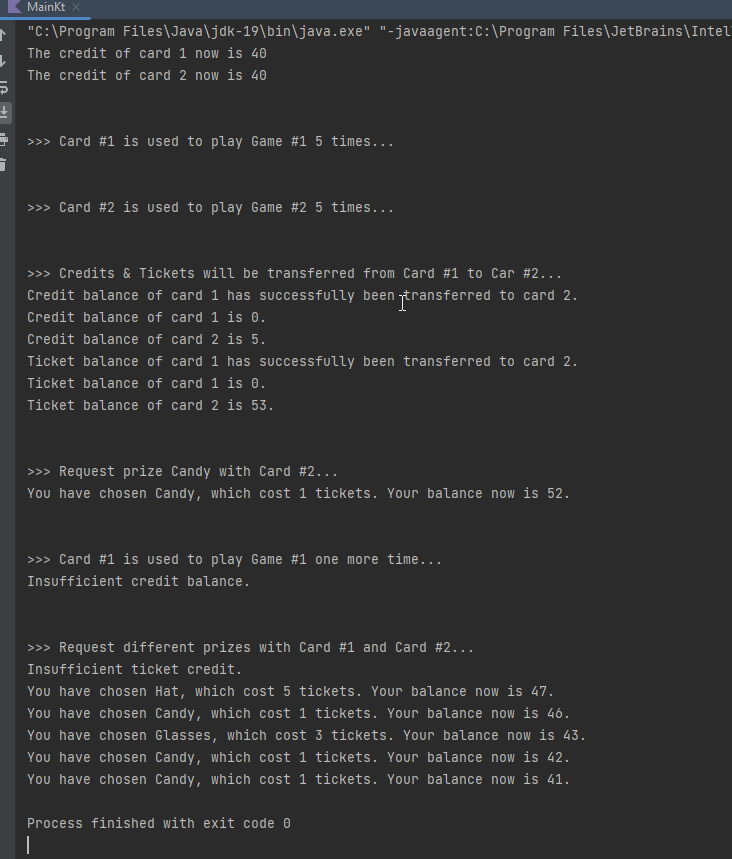 MainKt
"C:\Program Files\Java\jdk-19\bin\java.exe" "-javaagent:C:\Program Files\JetBrains\Intel
The credit of card 1 now is 40
The credit of card 2 now is 40
>>> Card #1 is used to play Game #1 5 times...
>>> Card #2 is used to play Game #2 5 times...
>>> Credits & Tickets will be transferred from Card #1 to Car #2...
Credit balance of card 1 has successfully been transferred to card 2.
Credit balance of card 1 is 0.
Credit balance of card 2 is 5.
Ticket balance of card 1 has successfully been transferred to card 2.
Ticket balance of card 1 is 0.
Ticket balance of card 2 is 53.
>>> Request prize Candy with Card #2...
You have chosen Candy, which cost 1 tickets. Your balance now is 52.
>>> Card #1 is used to play Game #1 one more time...
Insufficient credit balance.
>>> Request different prizes with Card #1 and Card #2...
Insufficient ticket credit.
You have chosen Hat, which cost 5 tickets. Your balance now is 47.
You have chosen Candy, which cost 1 tickets. Your balance now is 46.
You have chosen Glasses, which cost 3 tickets. Your balance now is 43.
You have chosen Candy, which cost 1 tickets. Your balance now is 42.
You have chosen Candy, which cost 1 tickets. Your balance now is 41.
Process finished with exit code 0